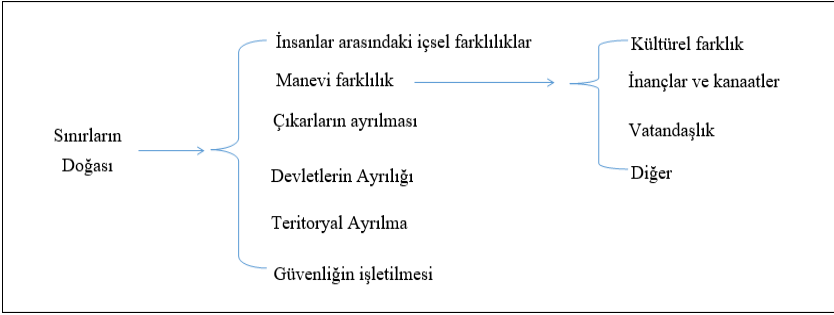 Sınırların
Doğası
İnsanlar arasındaki içsel farklılıklar
Manevi farklılık
Çıkarların ayrılması
Devletlerin Ayrılığı
Teritoryal Ayrılma
Güvenliğin işletilmesi
Kültürel farklık
İnançlar ve kanaatler
Vatandaşlık
Diğer